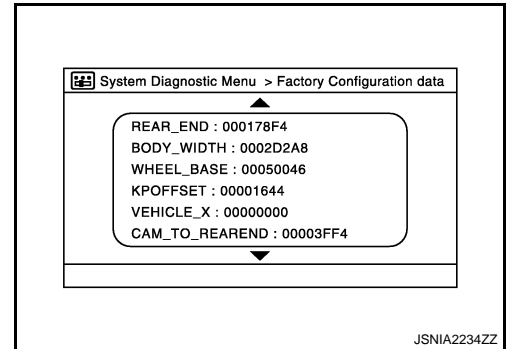 System Diagnostic Menu > Factory Configuration data
REAR_END : 000178F4
BODY_WIDTH : 0002D2A8
WHEEL_BASE : 00050046
KPOFFSET : 00001644
VEHICLE_X : 00000000
CAM_TO_REAREND : 00003FF4
JSNIA2234ZZ